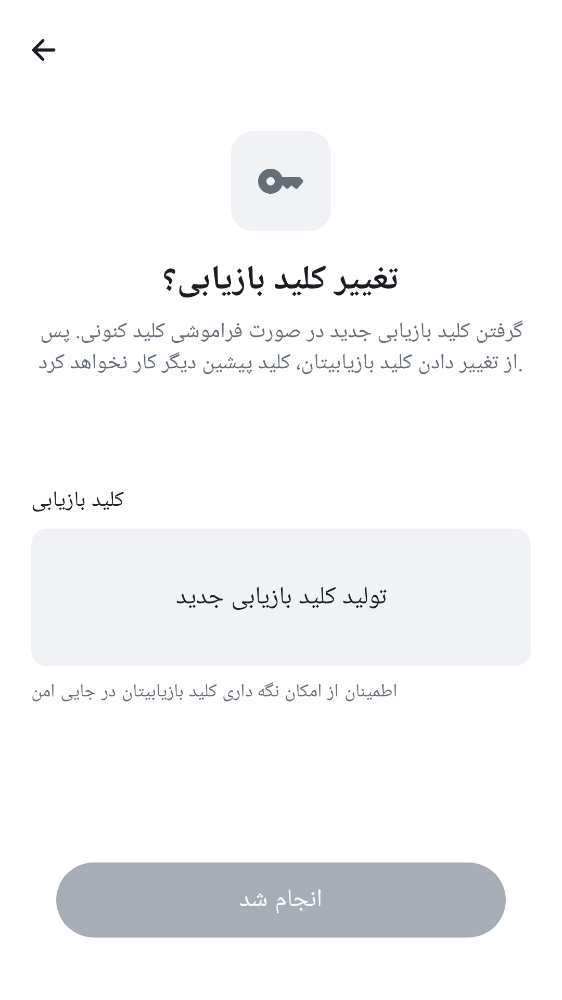 تغییر کلید بازیابی؟
گرفتن کلید بازیابی جدید در صورت فراموشی کلید کنونی. پس
از تغییر دادن کلید بازیابیتان، کلید پیشین دیگر کار نخواهد کرد.
کلید بازیابی
تولید کلید بازیابی جدید
اطمینان از امکان نگه داری کلید بازیابیتان در جایی امن
انجام شد